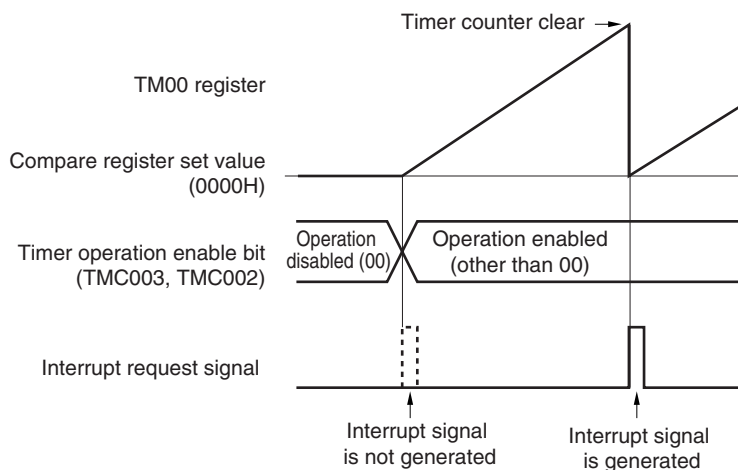 Timer counter clear
TM00 register
Compare register set value
(0000H)
Timer operation enable bit
(TMC003, TMC002)
Operation
disabled (00)
Operation enabled
(other than 00)
Interrupt request signal
Interrupt signal
is not generated
Interrupt signal
is generated